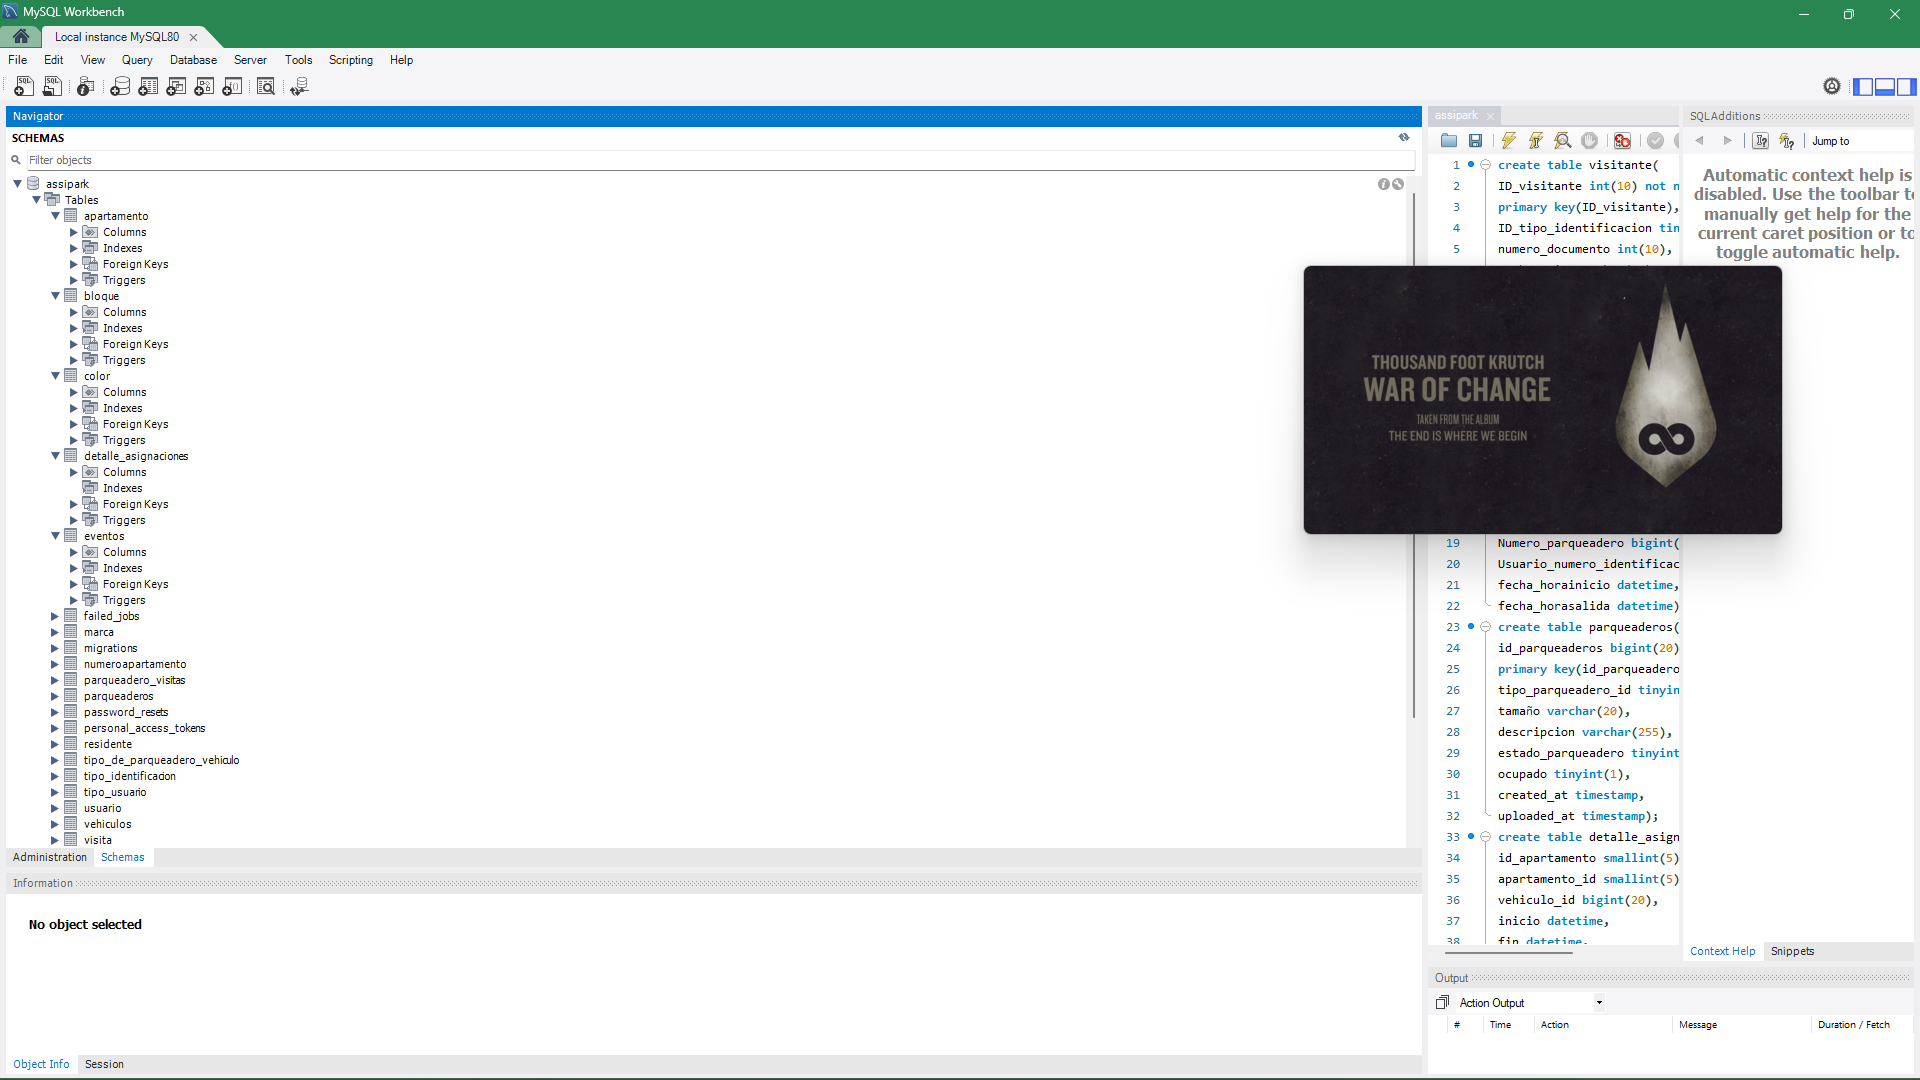 MySQL Workbench
Local instance MySQL80
File Edit View Query Database Server Tools Scripting Help
Navigator
SCHEMAS
Filter objects
assipark
Tables
apartamento
Columns
Indexes
Foreign Keys
Triggers
bloque
Columns
Indexes
Foreign Keys
Triggers
color
Columns
Indexes
Foreign Keys
Triggers
detalle_asignaciones
Columns
Indexes
Foreign Keys
Triggers
eventos
Columns
Indexes
Foreign Keys
Triggers
failed_jobs
marca
migrations
numeroapartamento
parqueadero_visitas
parqueaderos
password_resets
personal_access_tokens
residente
tipo_de_parqueadero_vehiculo
tipo_identificacion
tipo_usuario
usuario
vehiculos
visita
Administration Schemas
Information
No object selected
Object Info Session
assipark
1 create table visitante(
2 ID_visitante int(10) not n
3 primary key(ID_visitante),
4 ID_tipo_identificacion tin
5 numero_documento int(10),
THOUSAND FOOT KRUTCH
WAR OF CHANGE
TAKEN FROM THE ALBUM
THE END IS WHERE WE BEGIN
19 Numero_parqueadero bigint(
20 Usuario_numero_identificac
21 fecha_horainicio datetime,
22 fecha_horasalida datetime)
23 create table parqueaderos(
24 id_parqueaderos bigint(20)
25 primary key(id_parqueadero
26 tipo_parqueadero_id tinyin
27 tamaño varchar(20),
28 descripcion varchar(255),
29 estado_parqueadero tinyint
30 ocupado tinyint(1),
31 created_at timestamp,
32 uploaded_at timestamp);
33 create table detalle_asign
34 id_apartamento smallint(5)
35 apartamento_id smallint(5)
36 vehiculo_id bigint(20),
37 inicio datetime,
38 fin datetime,
SQLAdditions
Jump to
Automatic context help is
disabled. Use the toolbar to
manually get help for the
current caret position or to
toggle automatic help.
Context Help Snippets
Output
Action Output
# Time Action Message Duration / Fetch